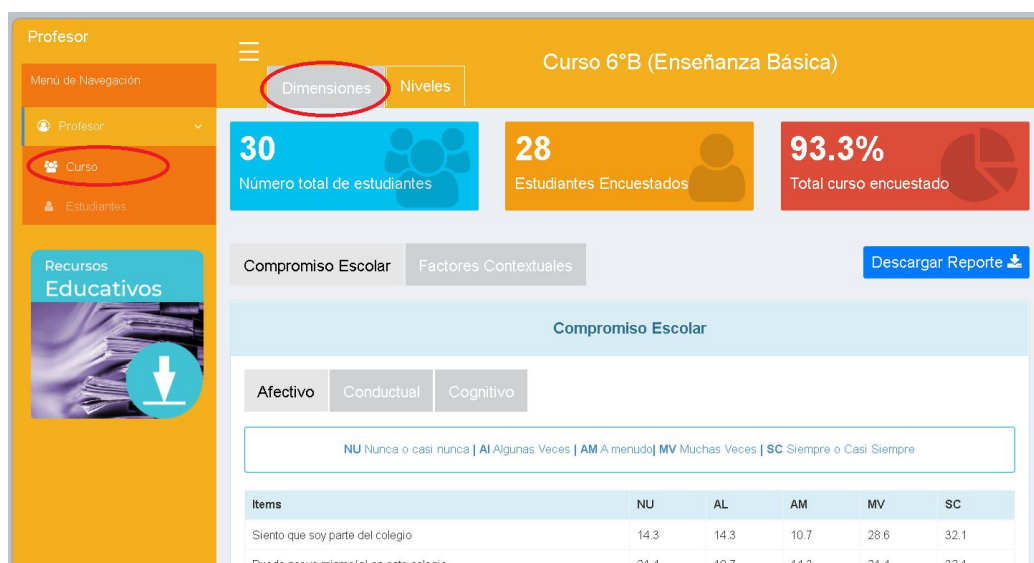 Profesor
Menú de Navegación
Profesor
Curso
Estudiantes
Recursos
Educativos
Curso 6°B (Enseñanza Básica)
Dimensiones Niveles
30
Número total de estudiantes
28
Estudiantes Encuestados
93.3%
Total curso encuestado
Compromiso Escolar Factores Contextuales
Descargar Reporte
Compromiso Escolar
Afectivo Conductual Cognitivo
NU Nunca o casi nunca | AI Algunas Veces | AM A menudo| MV Muchas Veces | SC Siempre o Casi Siempre
Items NU AL AM MV SC
Siento que soy parte del colegio 14.3 14.3 10.7 28.6 32.1